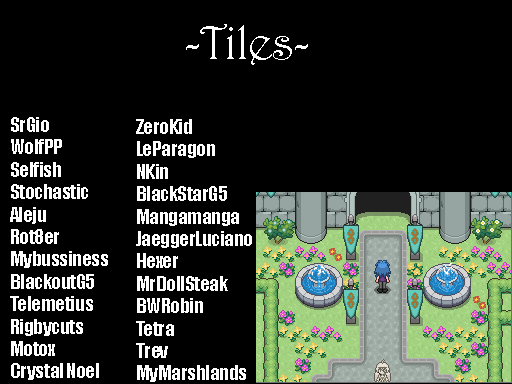 ~Tiles~
SrGio
WolfPP
Selfish
Stochastic
Aleju
Rot8er
Mybussiness
BlackoutG5
Telemetius
Rigbycuts
Motox
Crystal Noel
ZeroKid
LeParagon
NKin
BlackStarG5
Mangamanga
JaeggerLuciano
Hexer
MrDollSteak
BWRobin
Tetra
Trev
MyMarshlands